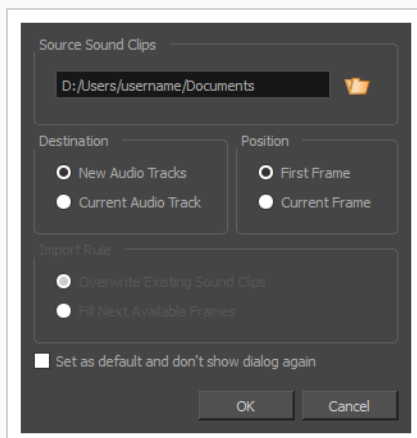 Source Sound Clips
D:/Users/username/Documents
Destination
Position
New Audio Tracks
First Frame
Current Audio Track
Current Frame
Import Rule
Overwrite Existing Sound Clips
Fill Next Available Frames
Set as default and don't show dialog again
OK
Cancel